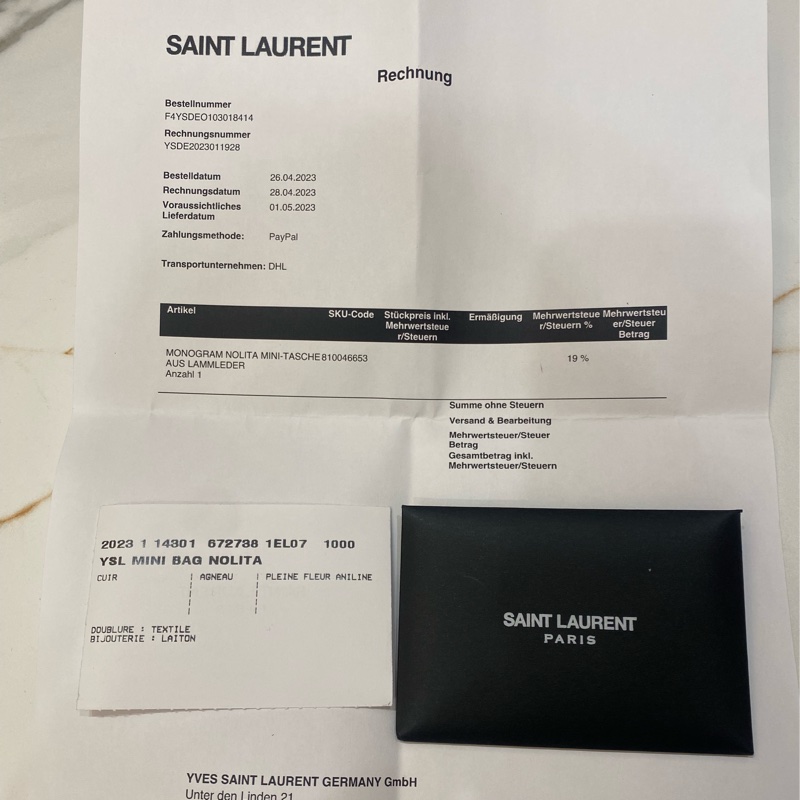 SAINT LAURENT
Rechnung
Bestellnummer
F4YSDEO103018414
Rechnungsnummer
YSDE2023011928
Bestelldatum 26.04.2023
Rechnungsdatum 28.04.2023
Voraussichtliches 01.05.2023
Lieferdatum
Zahlungsmethode: PayPal
Transportunternehmen: DHL
Artikel SKU-Code Stückpreis inkl. Ermäßigung Mehrwertsteue Mehrwertsteu
Mehrwertsteue r/Steuern % er/Steuer
r/Steuern Betrag
MONOGRAM NOLITA MINI-TASCHE 810046653 19 %
AUS LAMMLEDER
Anzahl 1
Summe ohne Steuern
Versand & Bearbeitung
Mehrwertsteuer/Steuer
Betrag
Gesamtbetrag inkl.
Mehrwertsteuer/Steuern
2023 1 14301 672738 1EL07 1000
YSL MINI BAG NOLITA
CUIR | AGNEAU | PLEINE FLEUR ANILINE
DOUBLURE : TEXTILE
BIJOUTERIE : LAITON
SAINT LAURENT
PARIS
YVES SAINT LAURENT GERMANY GmbH
Unter den Linden 21